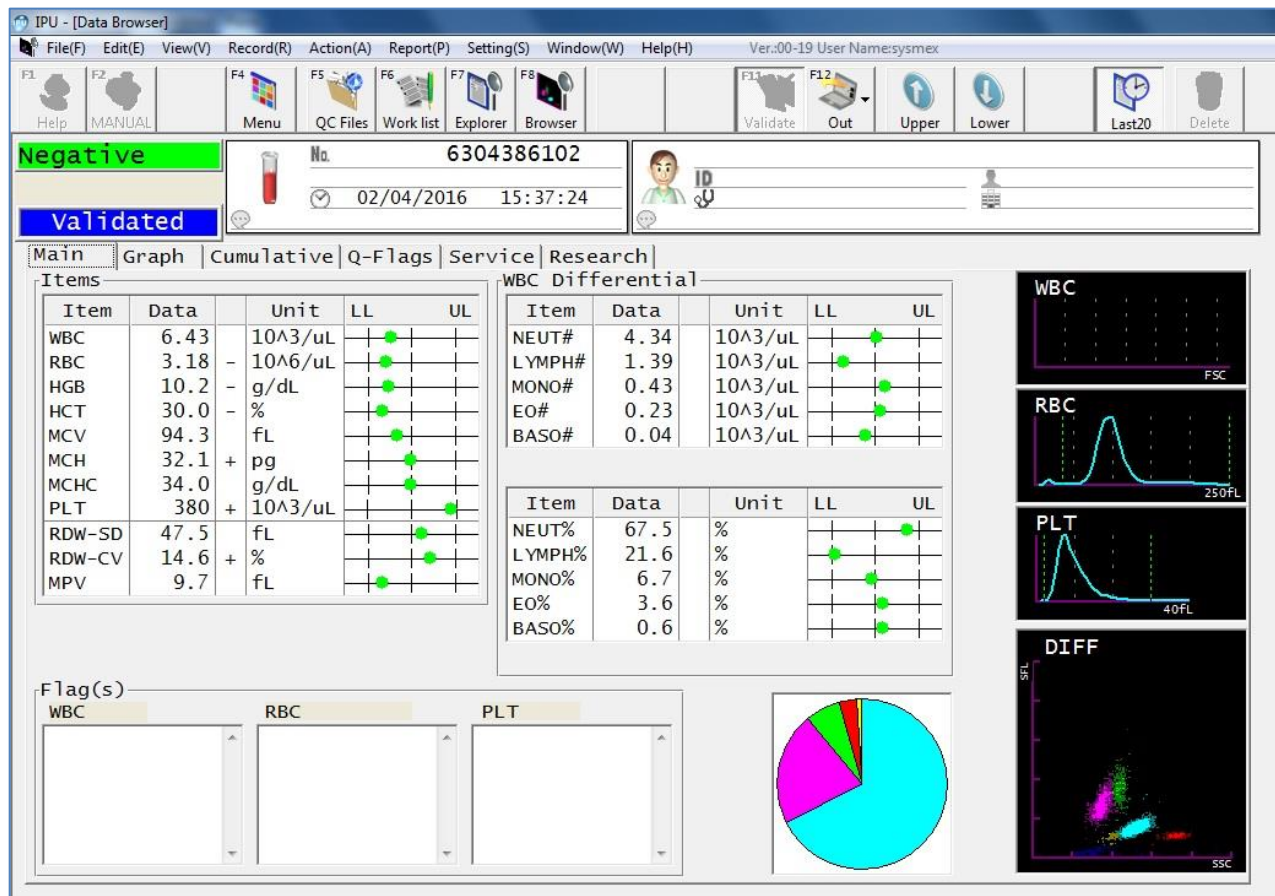 IPU - [Data Browser]
File(F) Edit(E) View(V) Record(R) Action(A) Report(P) Setting(S) Window(W) Help(H) Ver.:00-19 User Name:sysmex
F1 F2 F4 F5 F6 F7 F8 F11 F12
Help MANUAL Menu QC Files Work list Explorer Browser Validate Out Upper Lower Last20 Delete
Negative
No. 6304386102
ID
02/04/2016 15:37:24
Validated
Main Graph Cumulative Q-Flags Service Research
Items
Item Data Unit LL UL
WBC 6.43 10^3/uL
RBC 3.18 - 10^6/uL
HGB 10.2 - g/dL
HCT 30.0 - %
MCV 94.3 fL
MCH 32.1 + pg
MCHC 34.0 g/dL
PLT 380 + 10^3/uL
RDW-SD 47.5 fL
RDW-CV 14.6 + %
MPV 9.7 fL
WBC Differential
Item Data Unit LL UL
NEUT# 4.34 10^3/uL
LYMPH# 1.39 10^3/uL
MONO# 0.43 10^3/uL
EO# 0.23 10^3/uL
BASO# 0.04 10^3/uL
Item Data Unit LL UL
NEUT% 67.5 %
LYMPH% 21.6 %
MONO% 6.7 %
EO% 3.6 %
BASO% 0.6 %
WBC
FSC
RBC
250fL
PLT
40fL
DIFF
SFL
SSC
Flag(s)
WBC RBC PLT